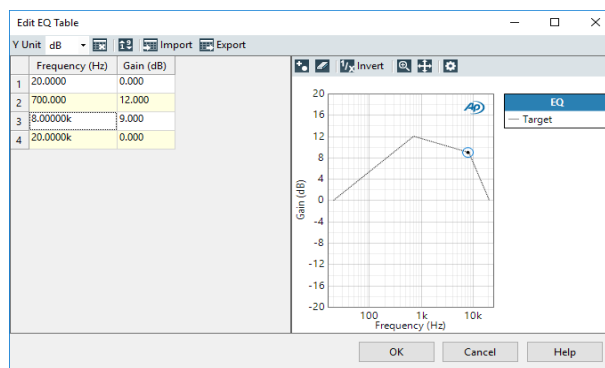 Edit EQ Table
Y Unit dB Import Export
Frequency (Hz) Gain (dB)
1 20.0000 0.000
2 700.000 12.000
3 8.00000k 9.000
4 20.0000k 0.000
1/x Invert
AP
EQ
Target
Gain (dB)
20
16
12
8
4
0
-4
-8
-12
-16
-20
100 1k 10k
Frequency (Hz)
OK Cancel Help